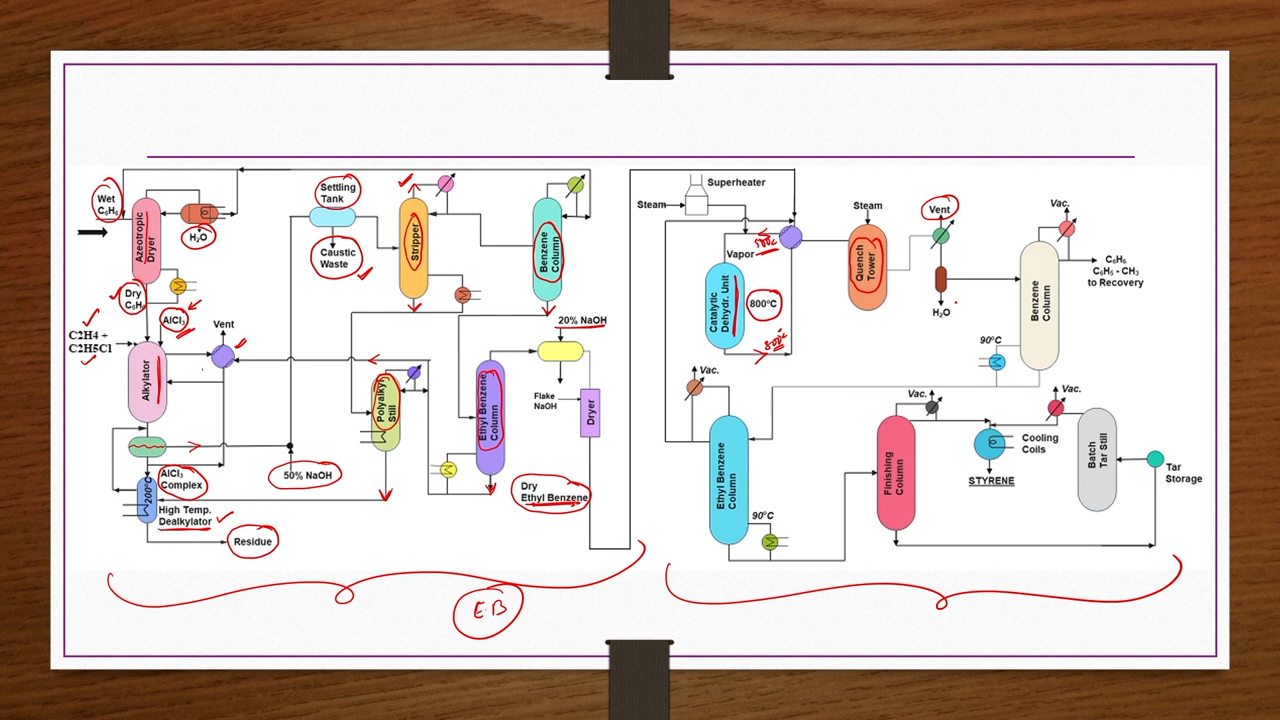 Wet
C₆H₆
Azeotropic
Dryer
H₂O
Dry
C₆H₆
AlCl₃
C2H4 +
C2H5Cl
Vent
Alkylator
AlCl₃
Complex
200°C
High Temp.
Dealkylator
Residue
Settling
Tank
Caustic
Waste
50% NaOH
Stripper
Polyalkyl
Still
Benzene
Column
Ethyl Benzene
Column
20% NaOH
Flake
NaOH
Dryer
Dry
Ethyl Benzene
E.B
Superheater
Steam
Vapor
Catalytic
Dehydr. Unit
800°C
800°C
Steam
Quench
Tower
Vent
H₂O
Vac.
Benzene
Column
C₆H₆
C₆H₅ - CH₃
to Recovery
90°C
Vac.
Ethyl Benzene
Column
90°C
Vac.
Finishing
Column
Vac.
Cooling
Coils
STYRENE
Batch
Tar Still
Tar
Storage